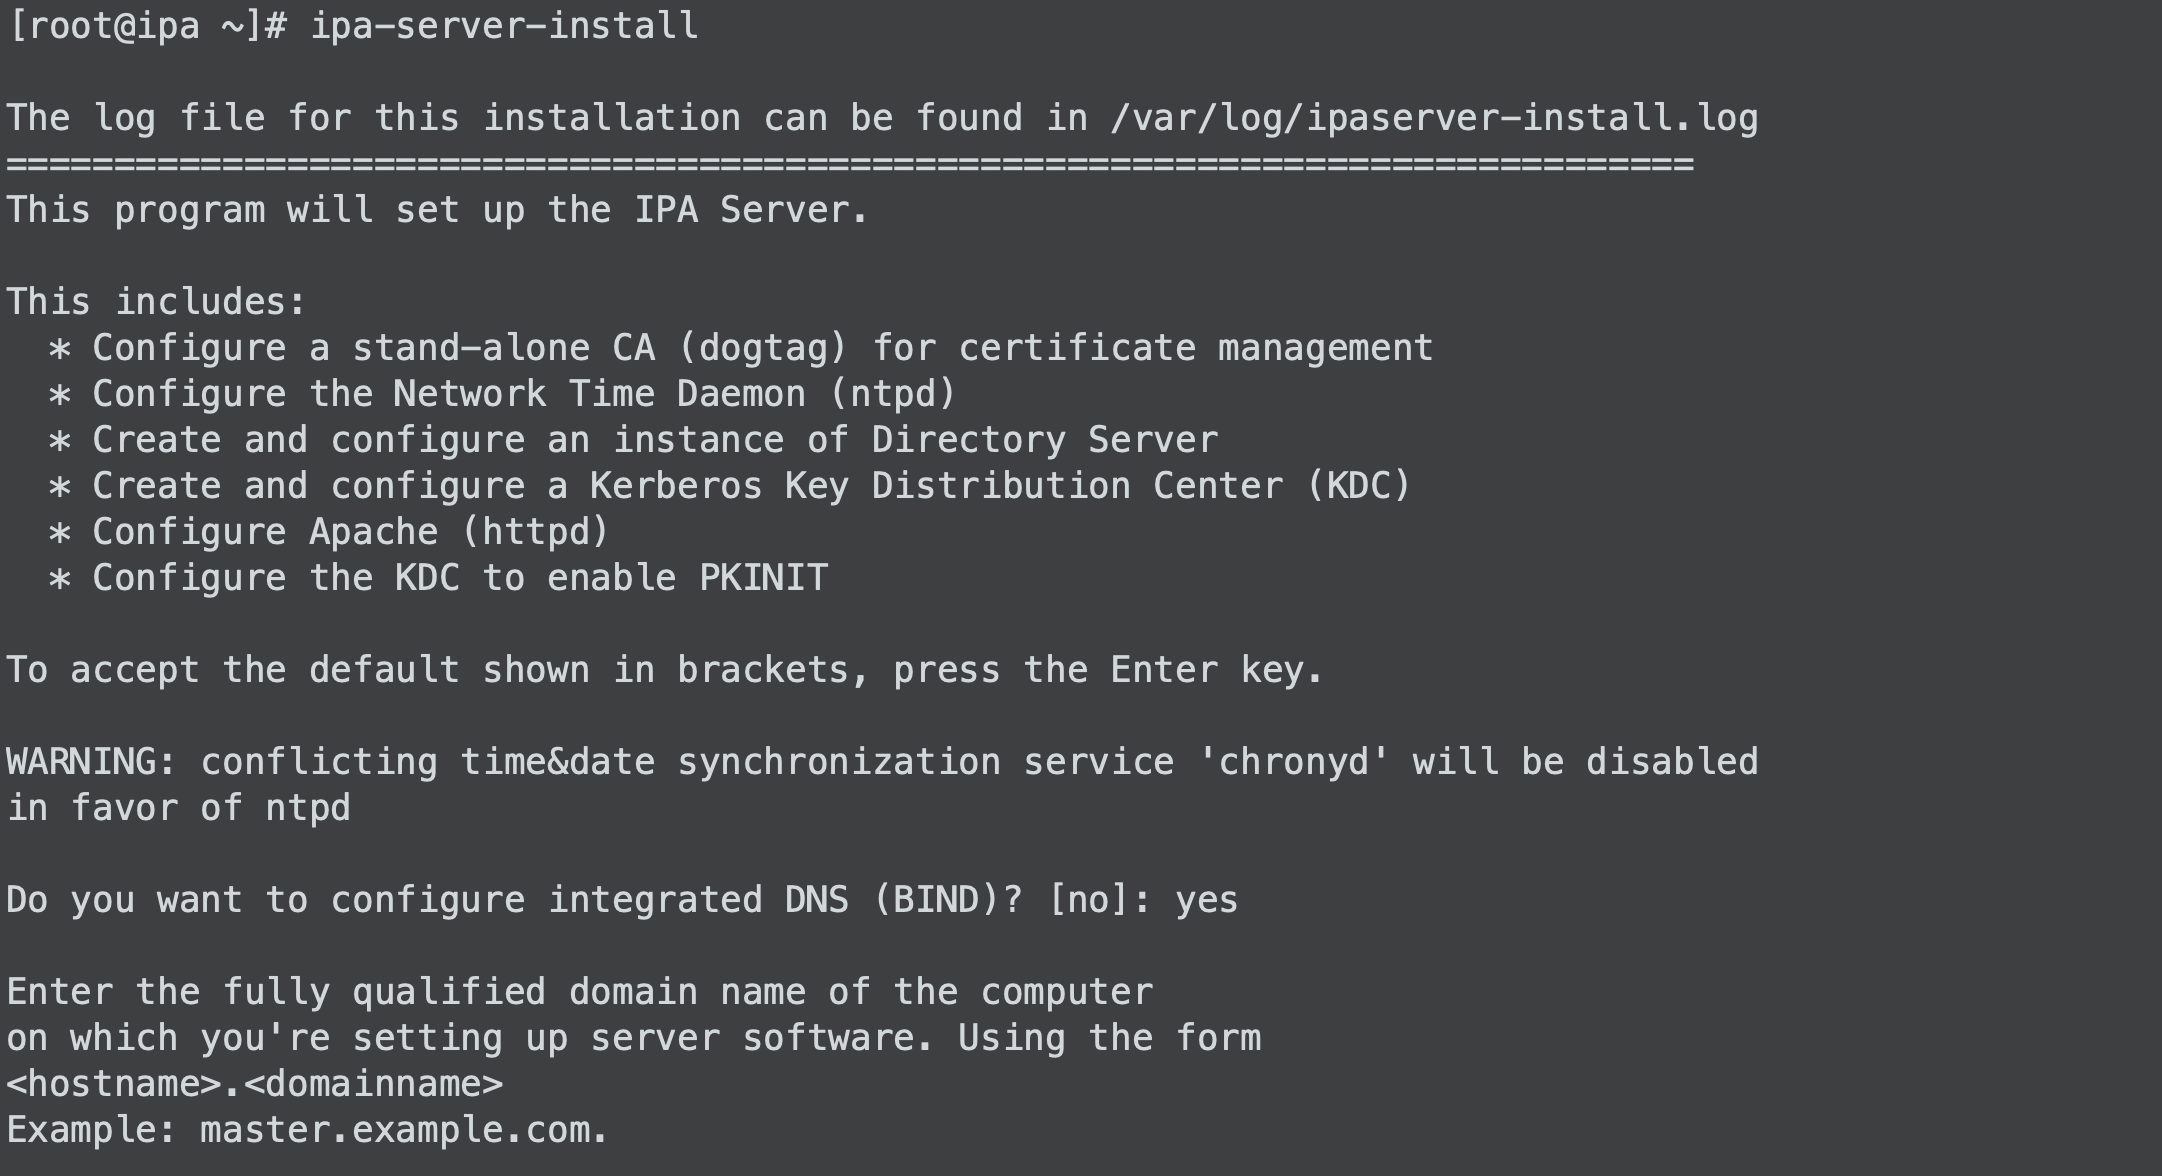 [root@ipa ~]# ipa-server-install
The log file for this installation can be found in /var/log/ipaserver-install.log
==============================================================================
This program will set up the IPA Server.
This includes:
  * Configure a stand-alone CA (dogtag) for certificate management
  * Configure the Network Time Daemon (ntpd)
  * Create and configure an instance of Directory Server
  * Create and configure a Kerberos Key Distribution Center (KDC)
  * Configure Apache (httpd)
  * Configure the KDC to enable PKINIT
To accept the default shown in brackets, press the Enter key.
WARNING: conflicting time&date synchronization service 'chronyd' will be disabled
in favor of ntpd
Do you want to configure integrated DNS (BIND)? [no]: yes
Enter the fully qualified domain name of the computer
on which you're setting up server software. Using the form
<hostname>.<domainname>
Example: master.example.com.